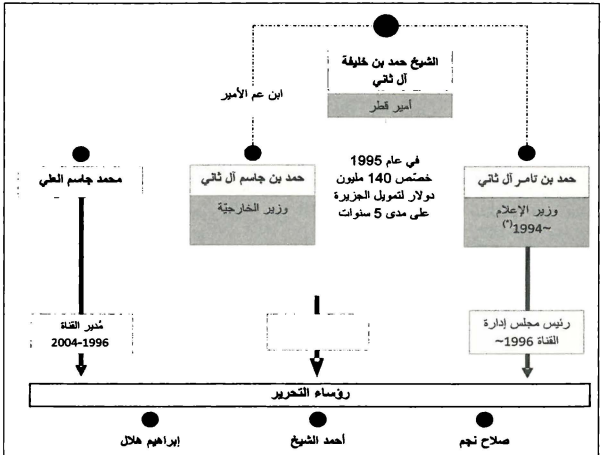 الشيخ حمد بن خليفة
آل ثاني
أمير قطر
ابن عم الأمير
حمد بن تامر آل ثاني
وزير الإعلام
~1994(*)
في عام 1995
خصّص 140 مليون
دولار لتمويل الجزيرة
على مدى 5 سنوات
حمد بن جاسم آل ثاني
وزير الخارجيّة
محمد جاسم العلي
رئيس مجلس إدارة
القناة 1996~
مُدير القناة
1996-2004
رؤساء التحرير
صلاح نجم
أحمد الشيخ
إبراهيم هلال